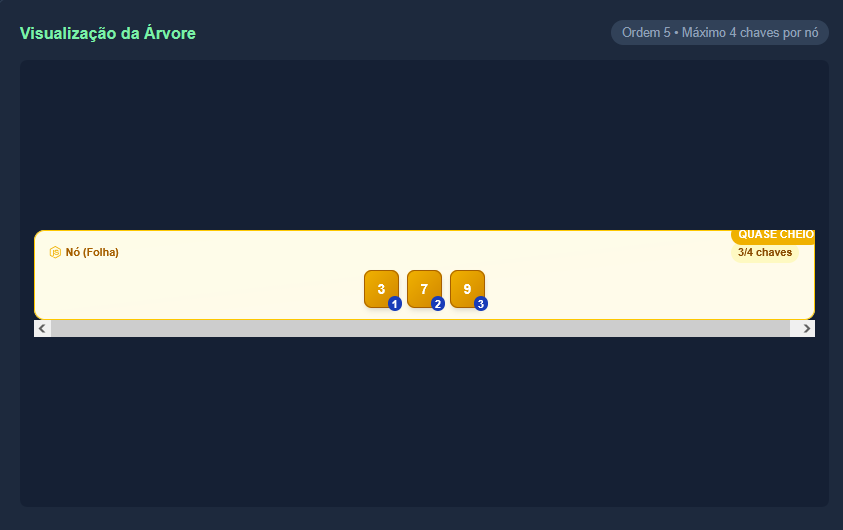 Visualização da Árvore
Ordem 5 • Máximo 4 chaves por nó
QUASE CHEIO
JS Nó (Folha)
3/4 chaves
3 7 9
1 2 3